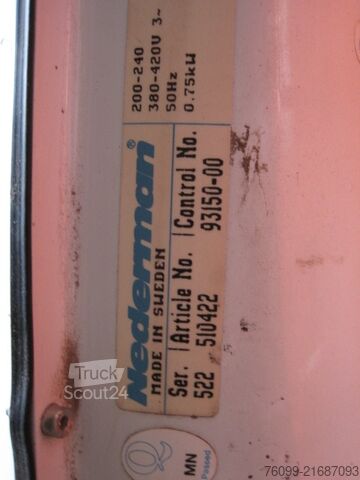 200-240
380-420V 3~
50Hz
0.75kW
Nederman®
MADE IN SWEDEN
Ser. Article No. Control No.
522 510422 93150-00
Q
MN
Passed
Truck
Scout24
76099-21687093